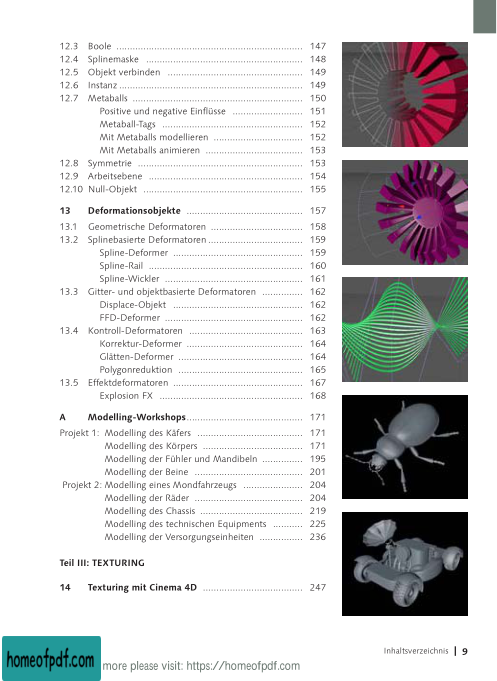 12.3 Boole ..................................................................... 147
12.4 Splinemaske .......................................................... 148
12.5 Objekt verbinden .................................................. 149
12.6 Instanz .................................................................... 149
12.7 Metaballs ............................................................... 150
Positive und negative Einflüsse .......................... 151
Metaball-Tags .................................................... 152
Mit Metaballs modellieren ................................. 152
Mit Metaballs animieren .................................... 153
12.8 Symmetrie ............................................................. 153
12.9 Arbeitsebene ......................................................... 154
12.10 Null-Objekt ........................................................... 155
13 Deformationsobjekte ........................................... 157
13.1 Geometrische Deformatoren .................................. 158
13.2 Splinebasierte Deformatoren ................................... 159
Spline-Deformer ................................................ 159
Spline-Rail ......................................................... 160
Spline-Wickler ................................................... 161
13.3 Gitter- und objektbasierte Deformatoren ............... 162
Displace-Objekt ................................................ 162
FFD-Deformer ................................................... 162
13.4 Kontroll-Deformatoren .......................................... 163
Korrektur-Deformer ........................................... 164
Glätten-Deformer .............................................. 164
Polygonreduktion .............................................. 165
13.5 Effektdeformatoren ................................................ 167
Explosion FX ..................................................... 168
A Modelling-Workshops ........................................... 171
Projekt 1: Modelling des Käfers ....................................... 171
Modelling des Körpers ..................................... 171
Modelling der Fühler und Mandibeln ............... 195
Modelling der Beine ........................................ 201
Projekt 2: Modelling eines Mondfahrzeugs ...................... 204
Modelling der Räder ........................................ 204
Modelling des Chassis ...................................... 219
Modelling des technischen Equipments ........... 225
Modelling der Versorgungseinheiten ................ 236
Teil III: TEXTURING
14 Texturing mit Cinema 4D ..................................... 247
Inhaltsverzeichnis | 9
homeofpdf.com more please visit: https://homeofpdf.com